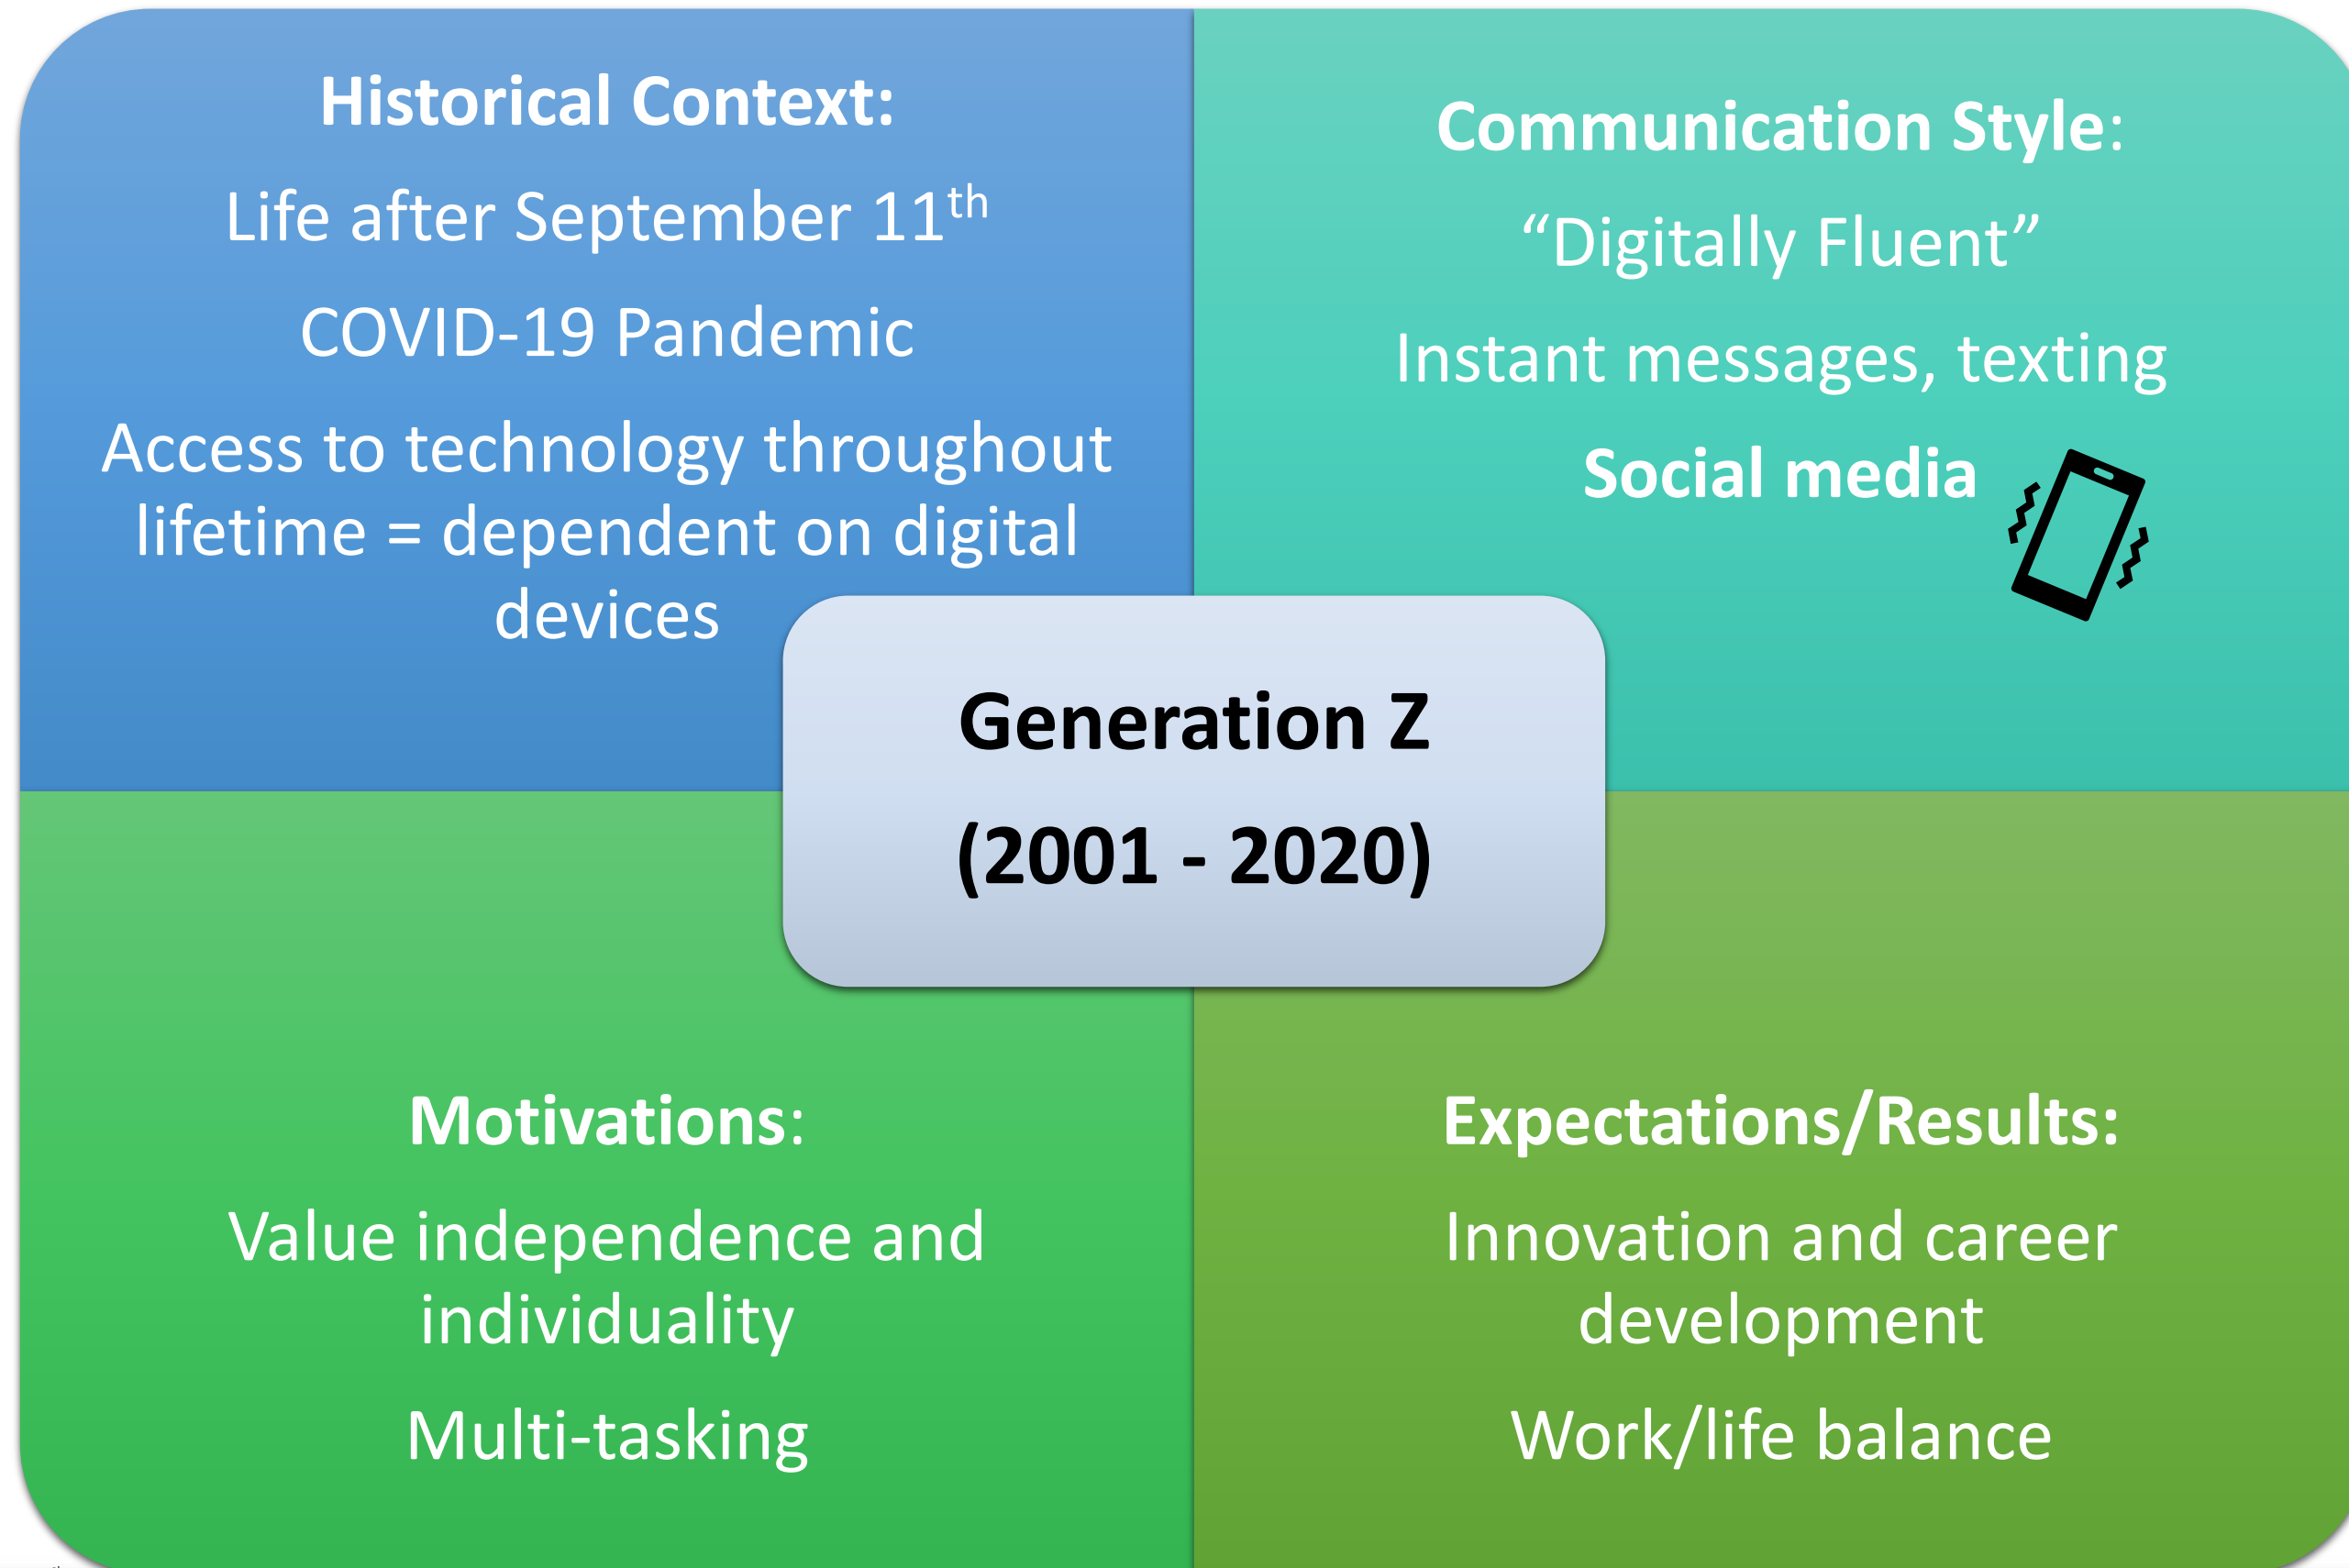 Historical Context:
Life after September 11th
COVID-19 Pandemic
Access to technology throughout
lifetime = dependent on digital
devices
Communication Style:
“Digitally Fluent”
Instant messages, texting
Social media
Generation Z
(2001 - 2020)
Motivations:
Value independence and
individuality
Multi-tasking
Expectations/Results:
Innovation and career
development
Work/life balance